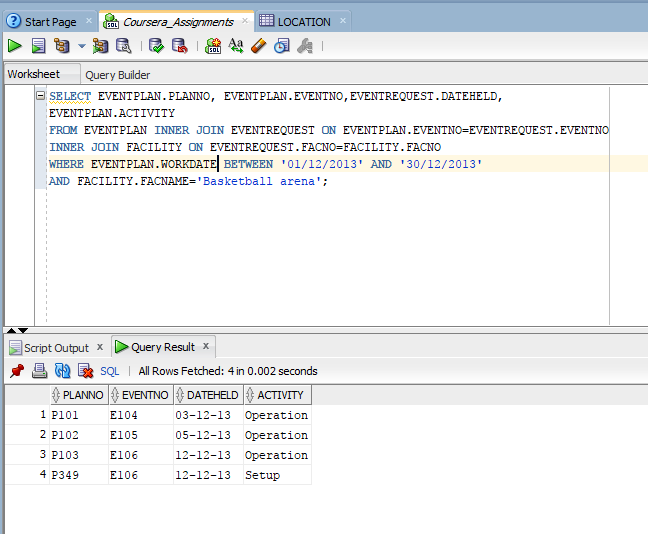 Start Page Coursera_Assignments LOCATION
Worksheet Query Builder
SELECT EVENTPLAN.PLANNO, EVENTPLAN.EVENTNO,EVENTREQUEST.DATEHELD,
EVENTPLAN.ACTIVITY
FROM EVENTPLAN INNER JOIN EVENTREQUEST ON EVENTPLAN.EVENTNO=EVENTREQUEST.EVENTNO
INNER JOIN FACILITY ON EVENTREQUEST.FACNO=FACILITY.FACNO
WHERE EVENTPLAN.WORKDATE BETWEEN '01/12/2013' AND '30/12/2013'
AND FACILITY.FACNAME='Basketball arena';
Script Output x Query Result x
SQL | All Rows Fetched: 4 in 0.002 seconds
PLANNO EVENTNO DATEHELD ACTIVITY
1 P101 E104 03-12-13 Operation
2 P102 E105 05-12-13 Operation
3 P103 E106 12-12-13 Operation
4 P349 E106 12-12-13 Setup